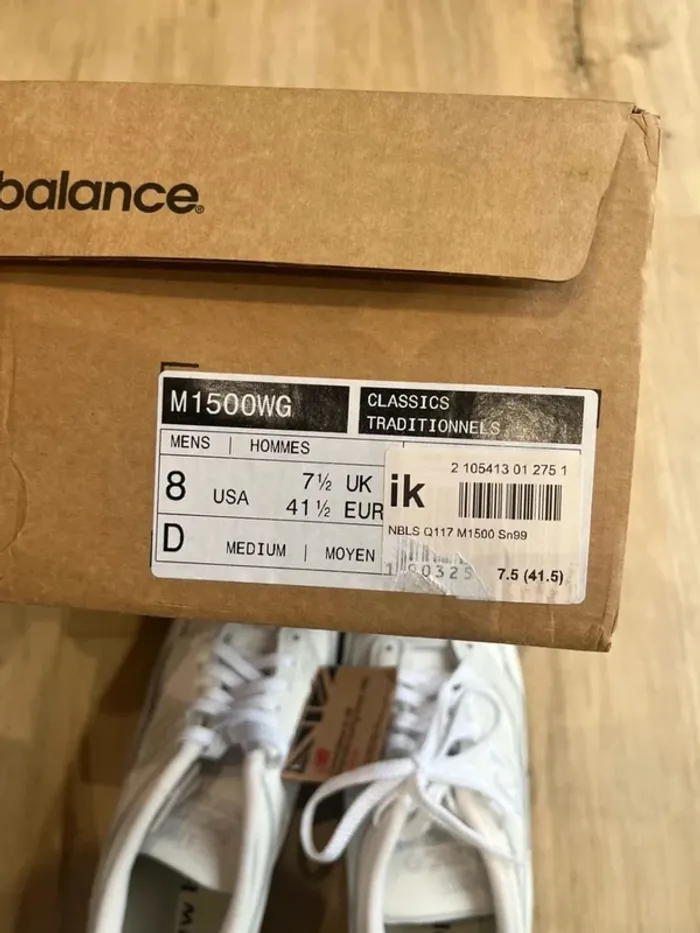 balance®
M1500WG
CLASSICS
TRADITIONNELS
MENS | HOMMES
8 USA 7½ UK
41½ EUR
D MEDIUM | MOYEN
ik
2 105413 01 275 1
NBLS Q117 M1500 Sn99
7.5 (41.5)